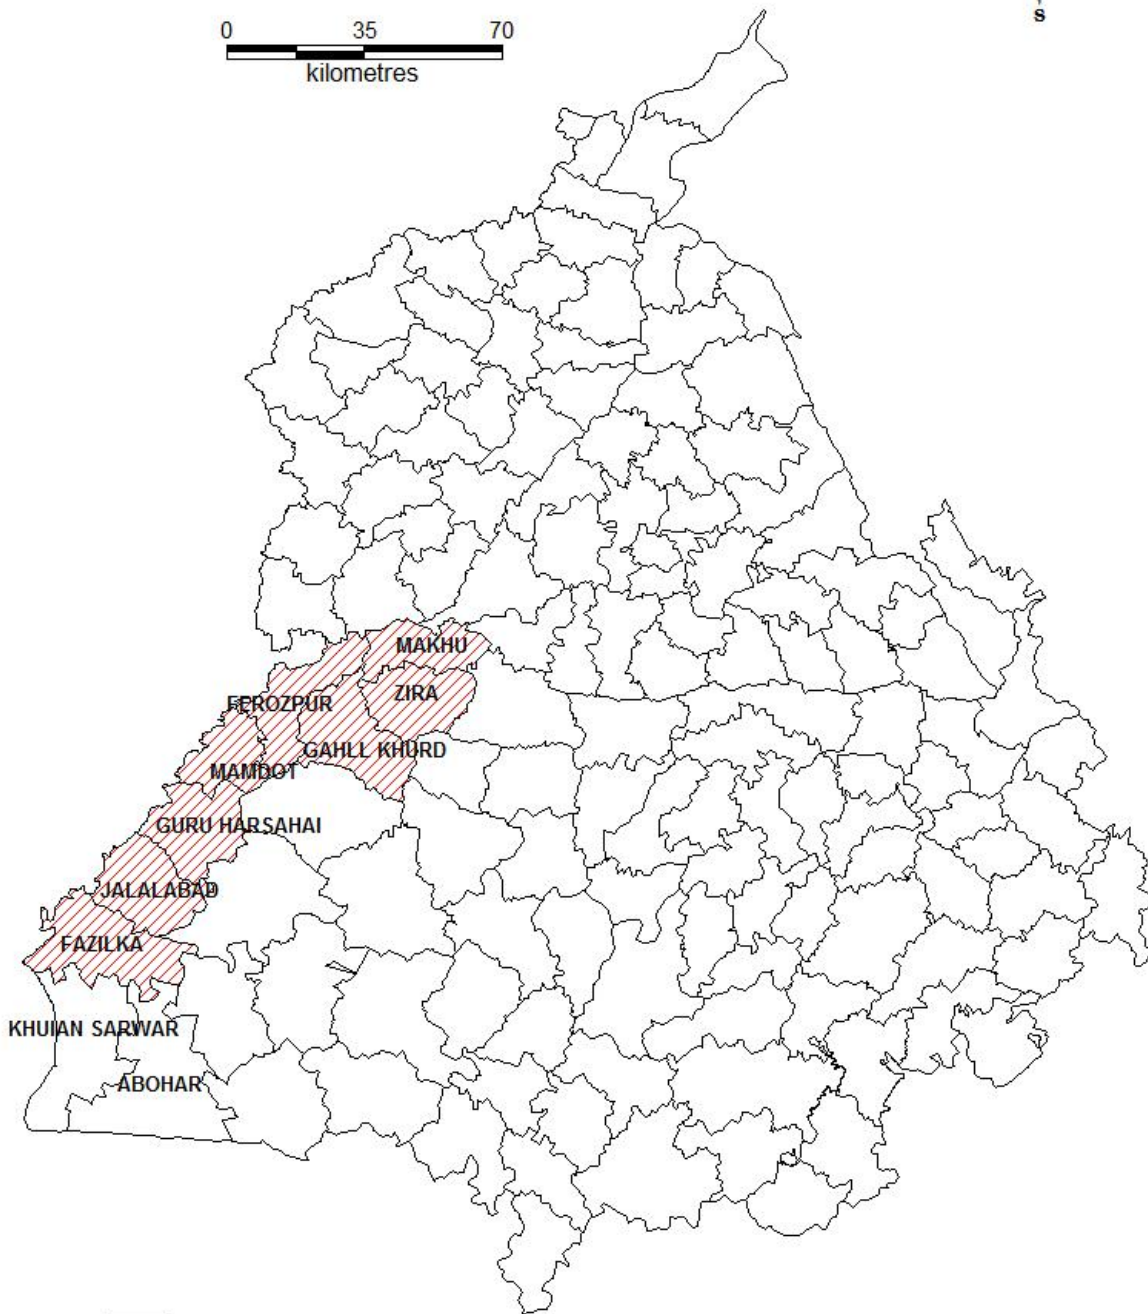 S
0 35 70
kilometres
MAKHU
ZIRA
FEROZPUR
GAHLL KHURD
MAMDOT
GURU HARSAHAI
JALALABAD
FAZILKA
KHUIAN SARWAR
ABOHAR